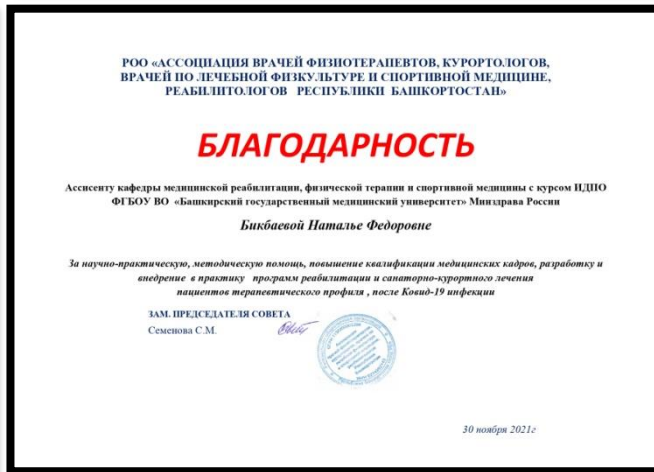 РОО «АССОЦИАЦИЯ ВРАЧЕЙ ФИЗИОТЕРАПЕВТОВ, КУРОРТОЛОГОВ,
ВРАЧЕЙ ПО ЛЕЧЕБНОЙ ФИЗКУЛЬТУРЕ И СПОРТИВНОЙ МЕДИЦИНЕ,
РЕАБИЛИТОЛОГОВ РЕСПУБЛИКИ БАШКОРТОСТАН»
БЛАГОДАРНОСТЬ
Ассисенту кафедры медицинской реабилитации, физической терапии и спортивной медицины с курсом ИДПО
ФГБОУ ВО «Башкирский государственный медицинский университет» Минздрава России
Бикбаевой Наталье Федоровне
За научно-практическую, методическую помощь, повышение квалификации медицинских кадров, разработку и
внедрение в практику программ реабилитации и санаторно-курортного лечения
пациентов терапевтического профиля , после Ковид-19 инфекции
ЗАМ. ПРЕДСЕДАТЕЛЯ СОВЕТА
Семенова С.М.
30 ноября 2021г